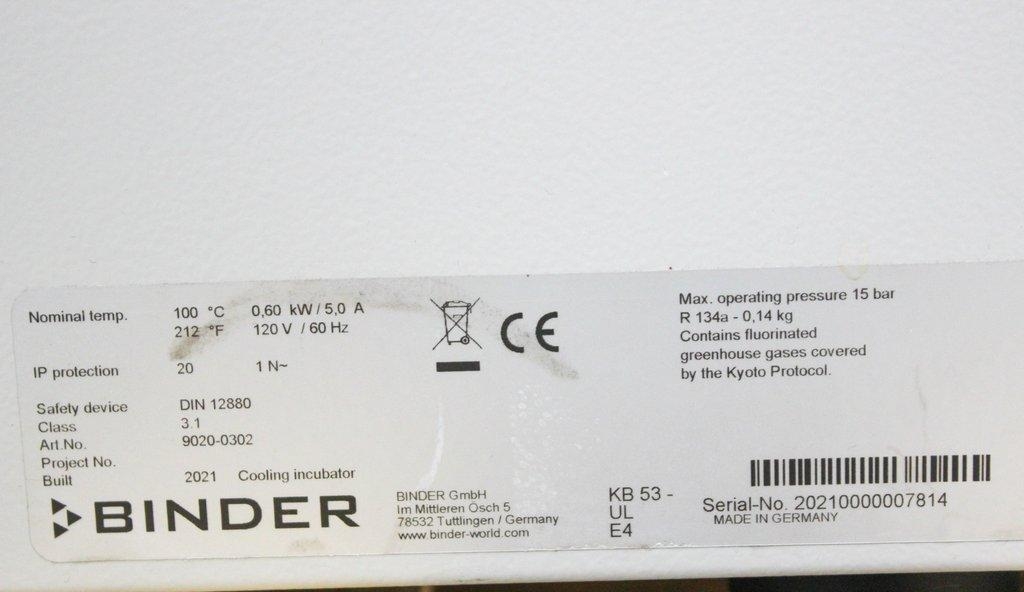 Nominal temp. 100 °C 0,60 kW / 5,0 A
212 °F 120 V / 60 Hz
IP protection 20 1 N~
Safety device DIN 12880
Class 3.1
Art.No. 9020-0302
Project No.
Built 2021 Cooling incubator
BINDER
BINDER GmbH
Im Mittleren Ösch 5
78532 Tuttlingen / Germany
www.binder-world.com
CE
KB 53 -
UL
E4
Max. operating pressure 15 bar
R 134a - 0,14 kg
Contains fluorinated
greenhouse gases covered
by the Kyoto Protocol.
Serial-No. 20210000007814
MADE IN GERMANY